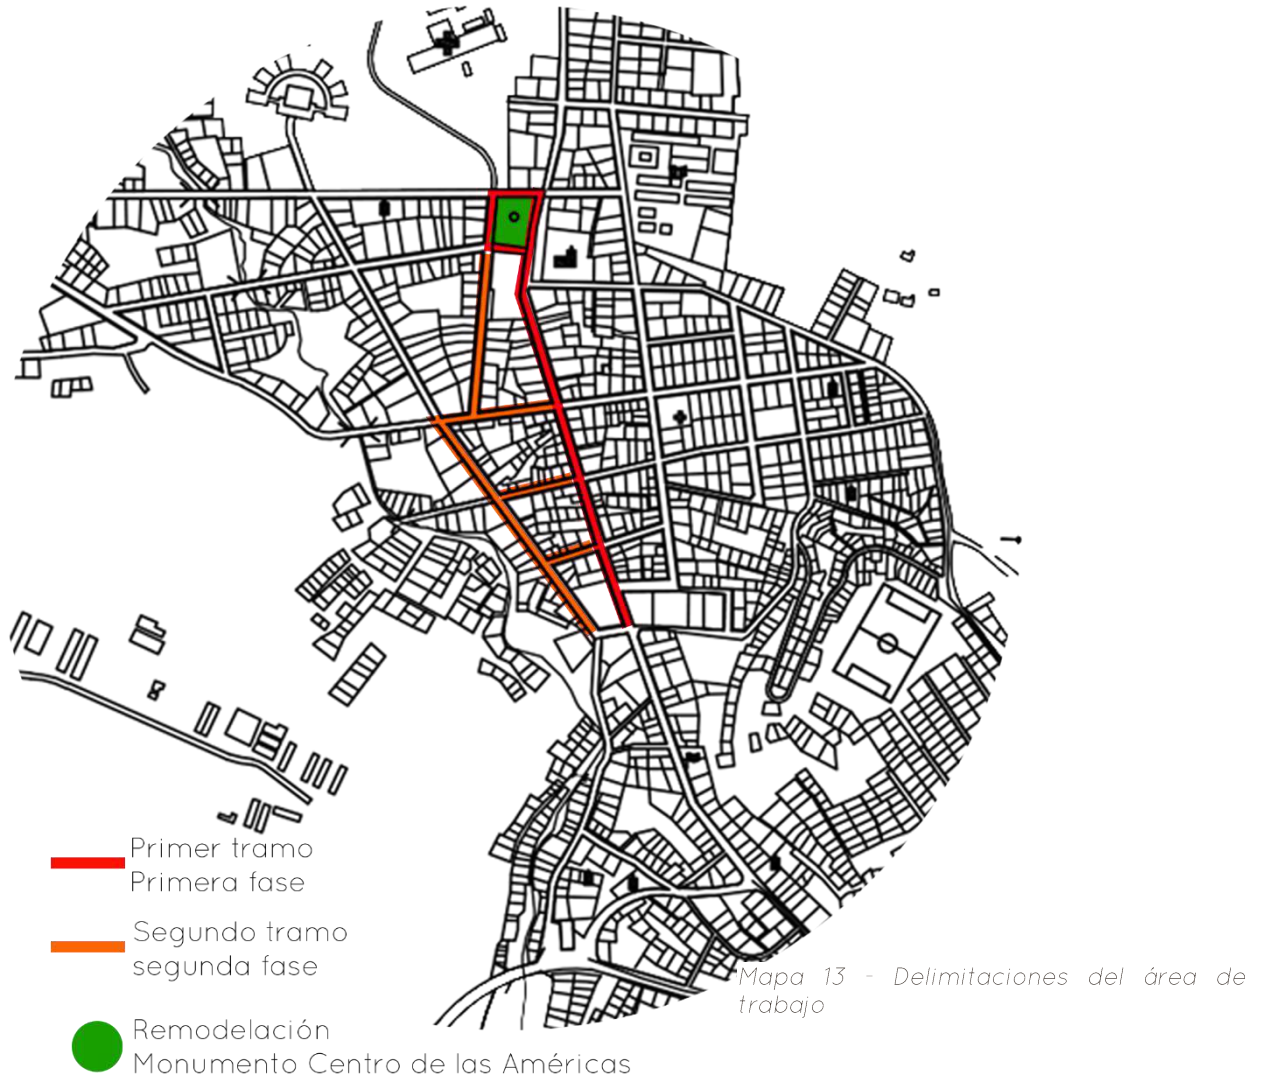 Primer tramo
Primera fase
Segundo tramo
segunda fase
Remodelación
Monumento Centro de las Américas
Mapa 13 - Delimitaciones del área de
trabajo